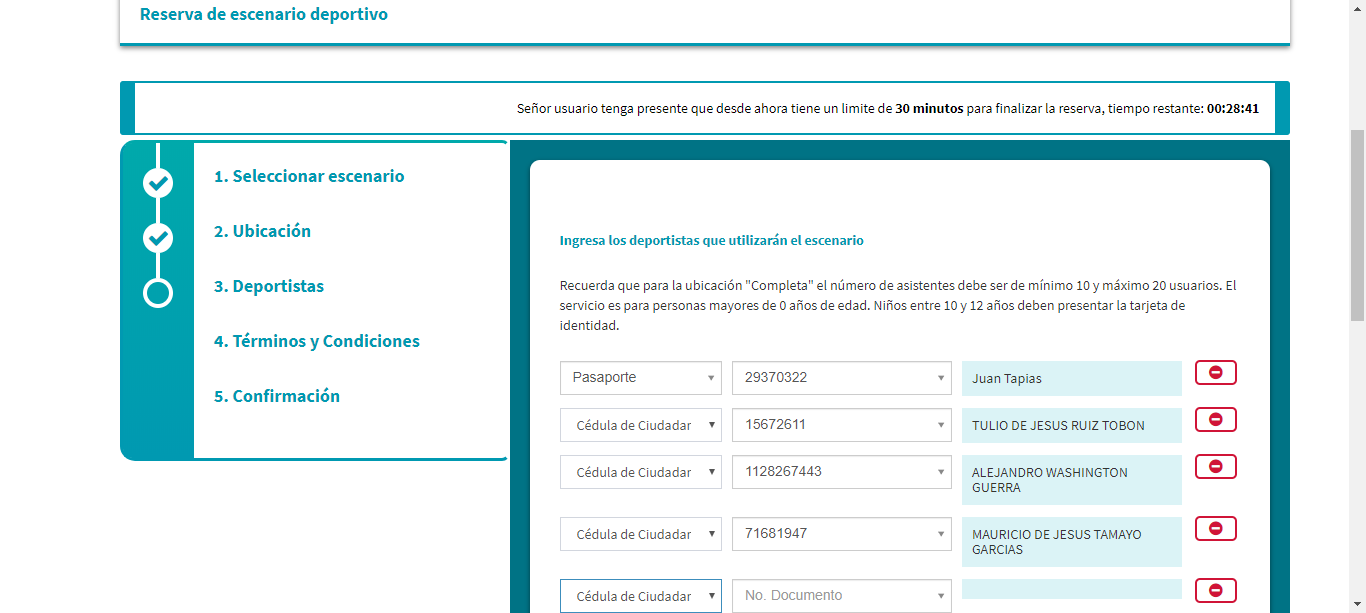 Reserva de escenario deportivo
Señor usuario tenga presente que desde ahora tiene un limite de 30 minutos para finalizar la reserva, tiempo restante: 00:28:41
1. Seleccionar escenario
2. Ubicación
3. Deportistas
4. Términos y Condiciones
5. Confirmación
Ingresa los deportistas que utilizarán el escenario
Recuerda que para la ubicación "Completa" el número de asistentes debe ser de mínimo 10 y máximo 20 usuarios. El
servicio es para personas mayores de 0 años de edad. Niños entre 10 y 12 años deben presentar la tarjeta de
identidad.
Pasaporte 29370322 Juan Tapias
Cédula de Ciudadar 15672611 TULIO DE JESUS RUIZ TOBON
Cédula de Ciudadar 1128267443 ALEJANDRO WASHINGTON
GUERRA
Cédula de Ciudadar 71681947 MAURICIO DE JESUS TAMAYO
GARCIAS
Cédula de Ciudadar No. Documento